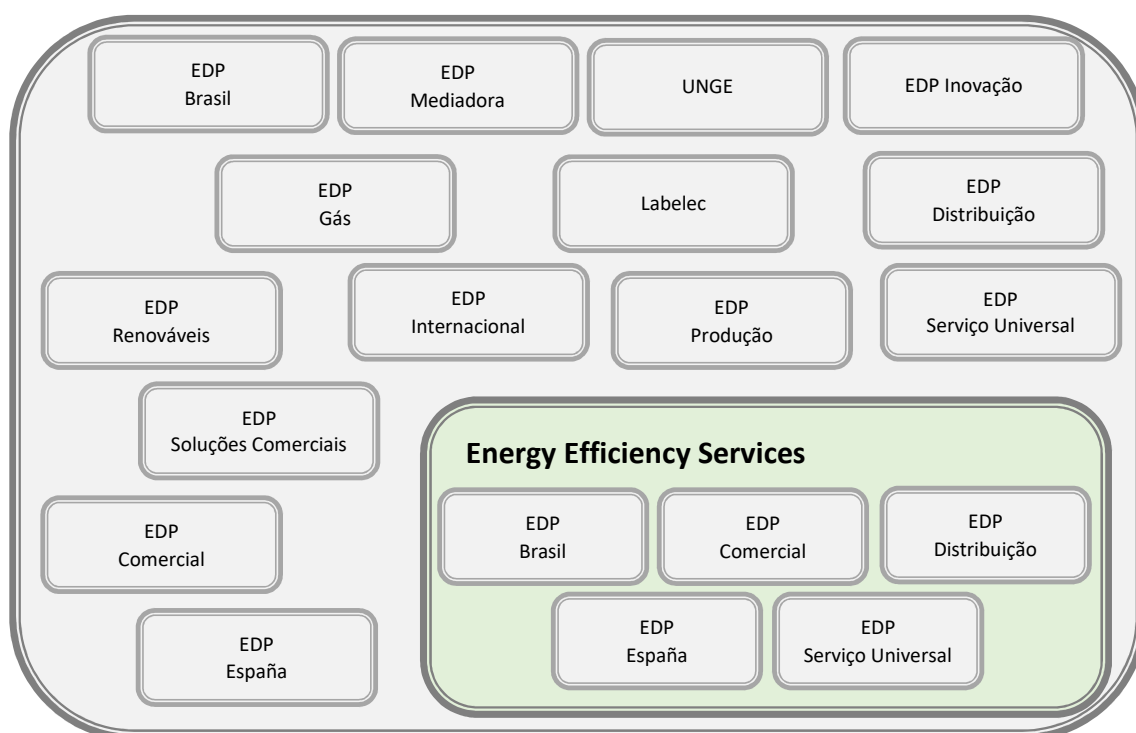 EDP
Brasil
EDP
Mediadora
UNGE
EDP Inovação
EDP
Gás
Labelec
EDP
Distribuição
EDP
Renováveis
EDP
Internacional
EDP
Produção
EDP
Serviço Universal
EDP
Soluções Comerciais
EDP
Comercial
EDP
España
Energy Efficiency Services
EDP
Brasil
EDP
Comercial
EDP
Distribuição
EDP
España
EDP
Serviço Universal